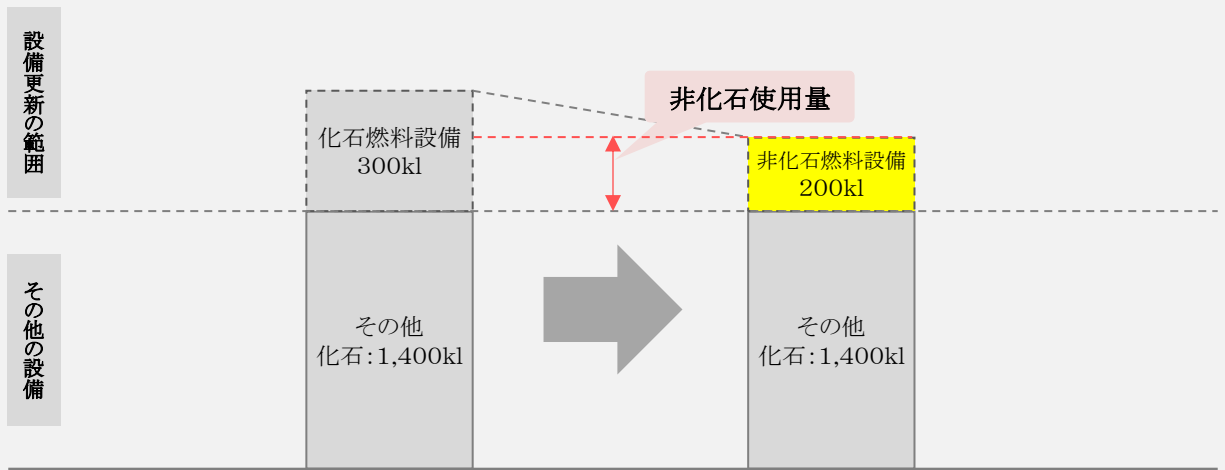 設備更新の範囲
非化石使用量
化石燃料設備
300kl
非化石燃料設備
200kl
その他の設備
その他
化石:1,400kl
その他
化石:1,400kl